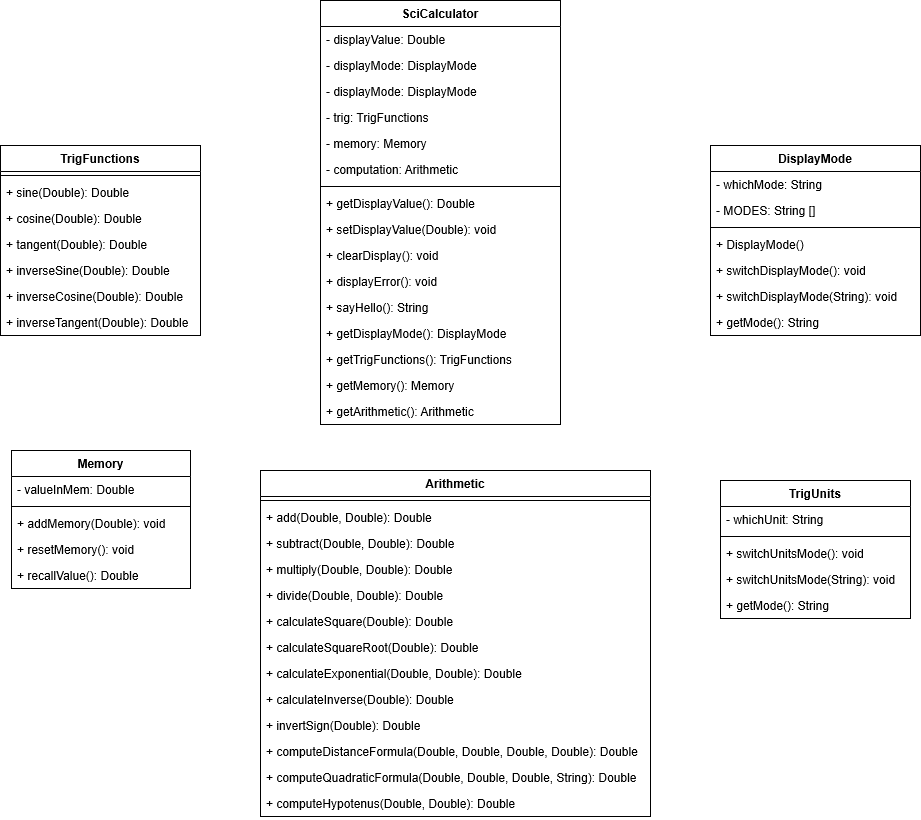 SciCalculator
- displayValue: Double
- displayMode: DisplayMode
- displayMode: DisplayMode
- trig: TrigFunctions
- memory: Memory
- computation: Arithmetic
+ getDisplayValue(): Double
+ setDisplayValue(Double): void
+ clearDisplay(): void
+ displayError(): void
+ sayHello(): String
+ getDisplayMode(): DisplayMode
+ getTrigFunctions(): TrigFunctions
+ getMemory(): Memory
+ getArithmetic(): Arithmetic
TrigFunctions
+ sine(Double): Double
+ cosine(Double): Double
+ tangent(Double): Double
+ inverseSine(Double): Double
+ inverseCosine(Double): Double
+ inverseTangent(Double): Double
DisplayMode
- whichMode: String
- MODES: String []
+ DisplayMode()
+ switchDisplayMode(): void
+ switchDisplayMode(String): void
+ getMode(): String
Memory
- valueInMem: Double
+ addMemory(Double): void
+ resetMemory(): void
+ recallValue(): Double
Arithmetic
+ add(Double, Double): Double
+ subtract(Double, Double): Double
+ multiply(Double, Double): Double
+ divide(Double, Double): Double
+ calculateSquare(Double): Double
+ calculateSquareRoot(Double): Double
+ calculateExponential(Double, Double): Double
+ calculateInverse(Double): Double
+ invertSign(Double): Double
+ computeDistanceFormula(Double, Double, Double, Double): Double
+ computeQuadraticFormula(Double, Double, Double, String): Double
+ computeHypotenus(Double, Double): Double
TrigUnits
- whichUnit: String
+ switchUnitsMode(): void
+ switchUnitsMode(String): void
+ getMode(): String